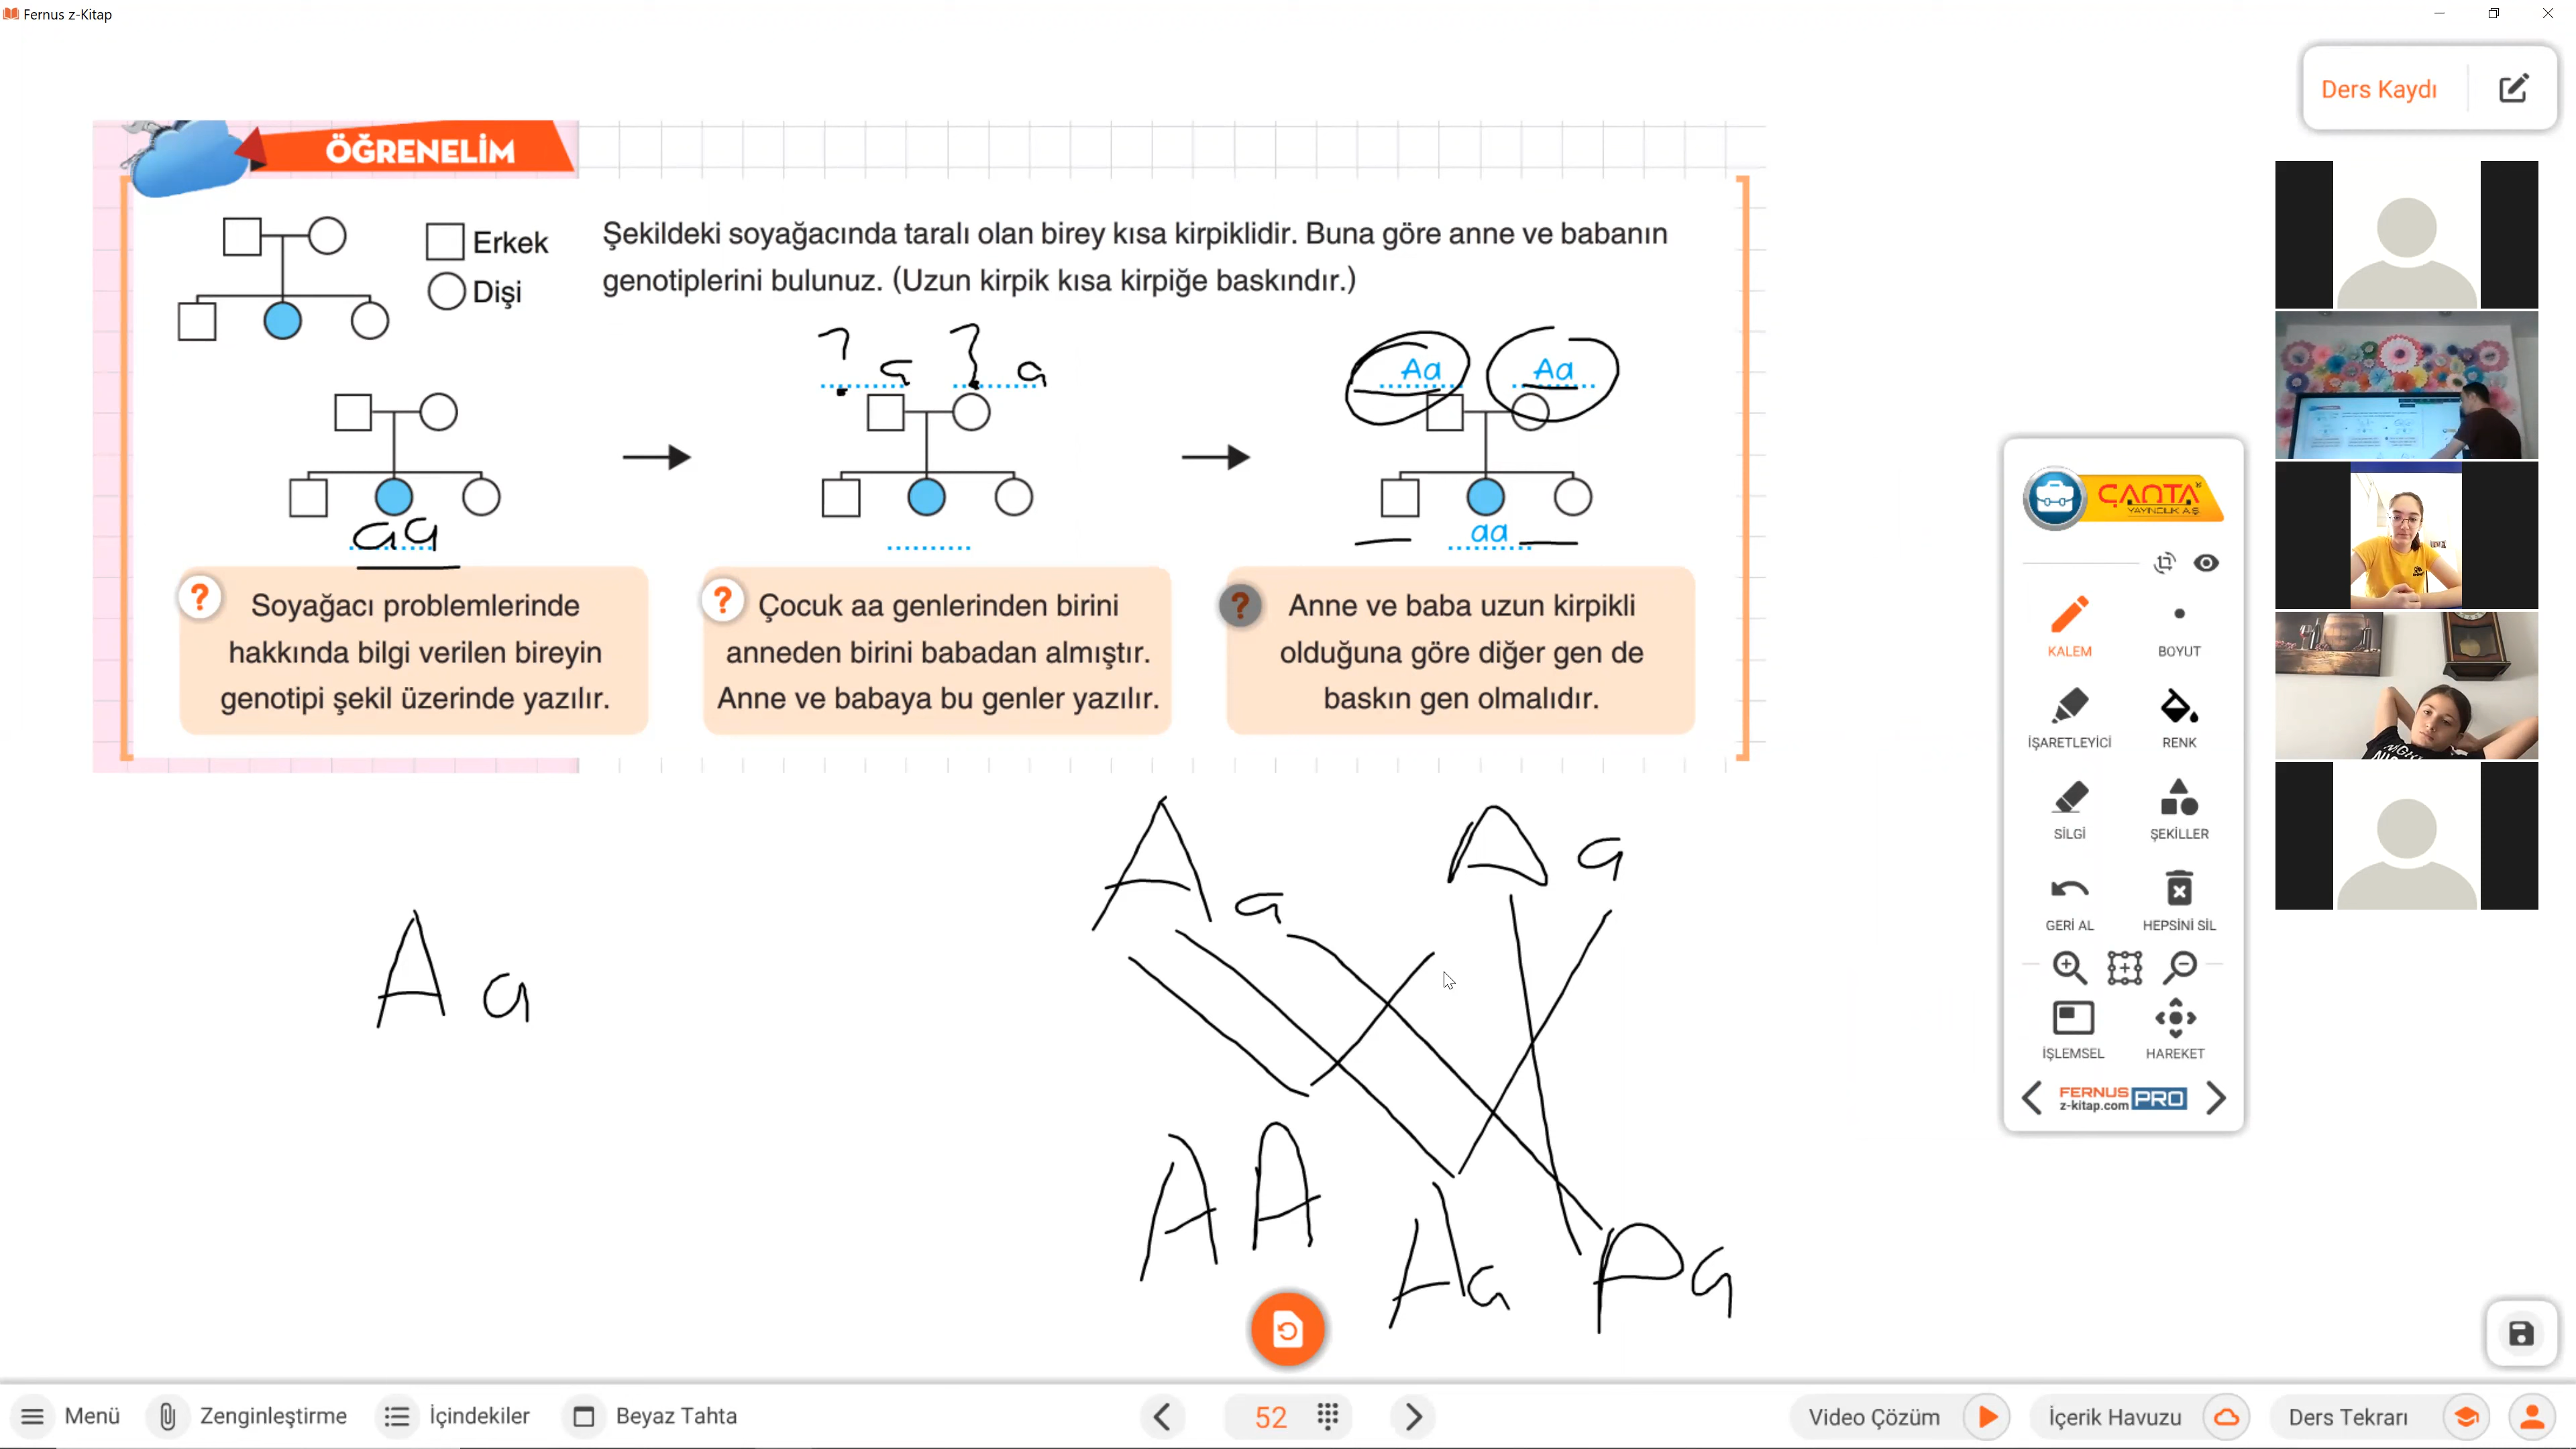 Fernus z-Kitap
Ders Kaydı
ÖĞRENELİM
Erkek
Dişi
Şekildeki soyağacında taralı olan birey kısa kirpiklidir. Buna göre anne ve babanın
genotiplerini bulunuz. (Uzun kirpik kısa kirpiğe baskındır.)
? a ? a
Aa Aa
aa
aa
? Soyağacı problemlerinde
hakkında bilgi verilen bireyin
genotipi şekil üzerinde yazılır.
? Çocuk aa genlerinden birini
anneden birini babadan almıştır.
Anne ve babaya bu genler yazılır.
? Anne ve baba uzun kirpikli
olduğuna göre diğer gen de
baskın gen olmalıdır.
A a A a
A a
AA Aa Aa
ÇANTA
YAYINCILIK A.Ş.
KALEM
BOYUT
İŞARETLEYİCİ
RENK
SİLGİ
ŞEKİLLER
GERİ AL
HEPSİNİ SİL
İŞLEMSEL
HAREKET
FERNUS
z-kitap.com
PRO
Menü
Zenginleştirme
İçindekiler
Beyaz Tahta
52
Video Çözüm
İçerik Havuzu
Ders Tekrarı